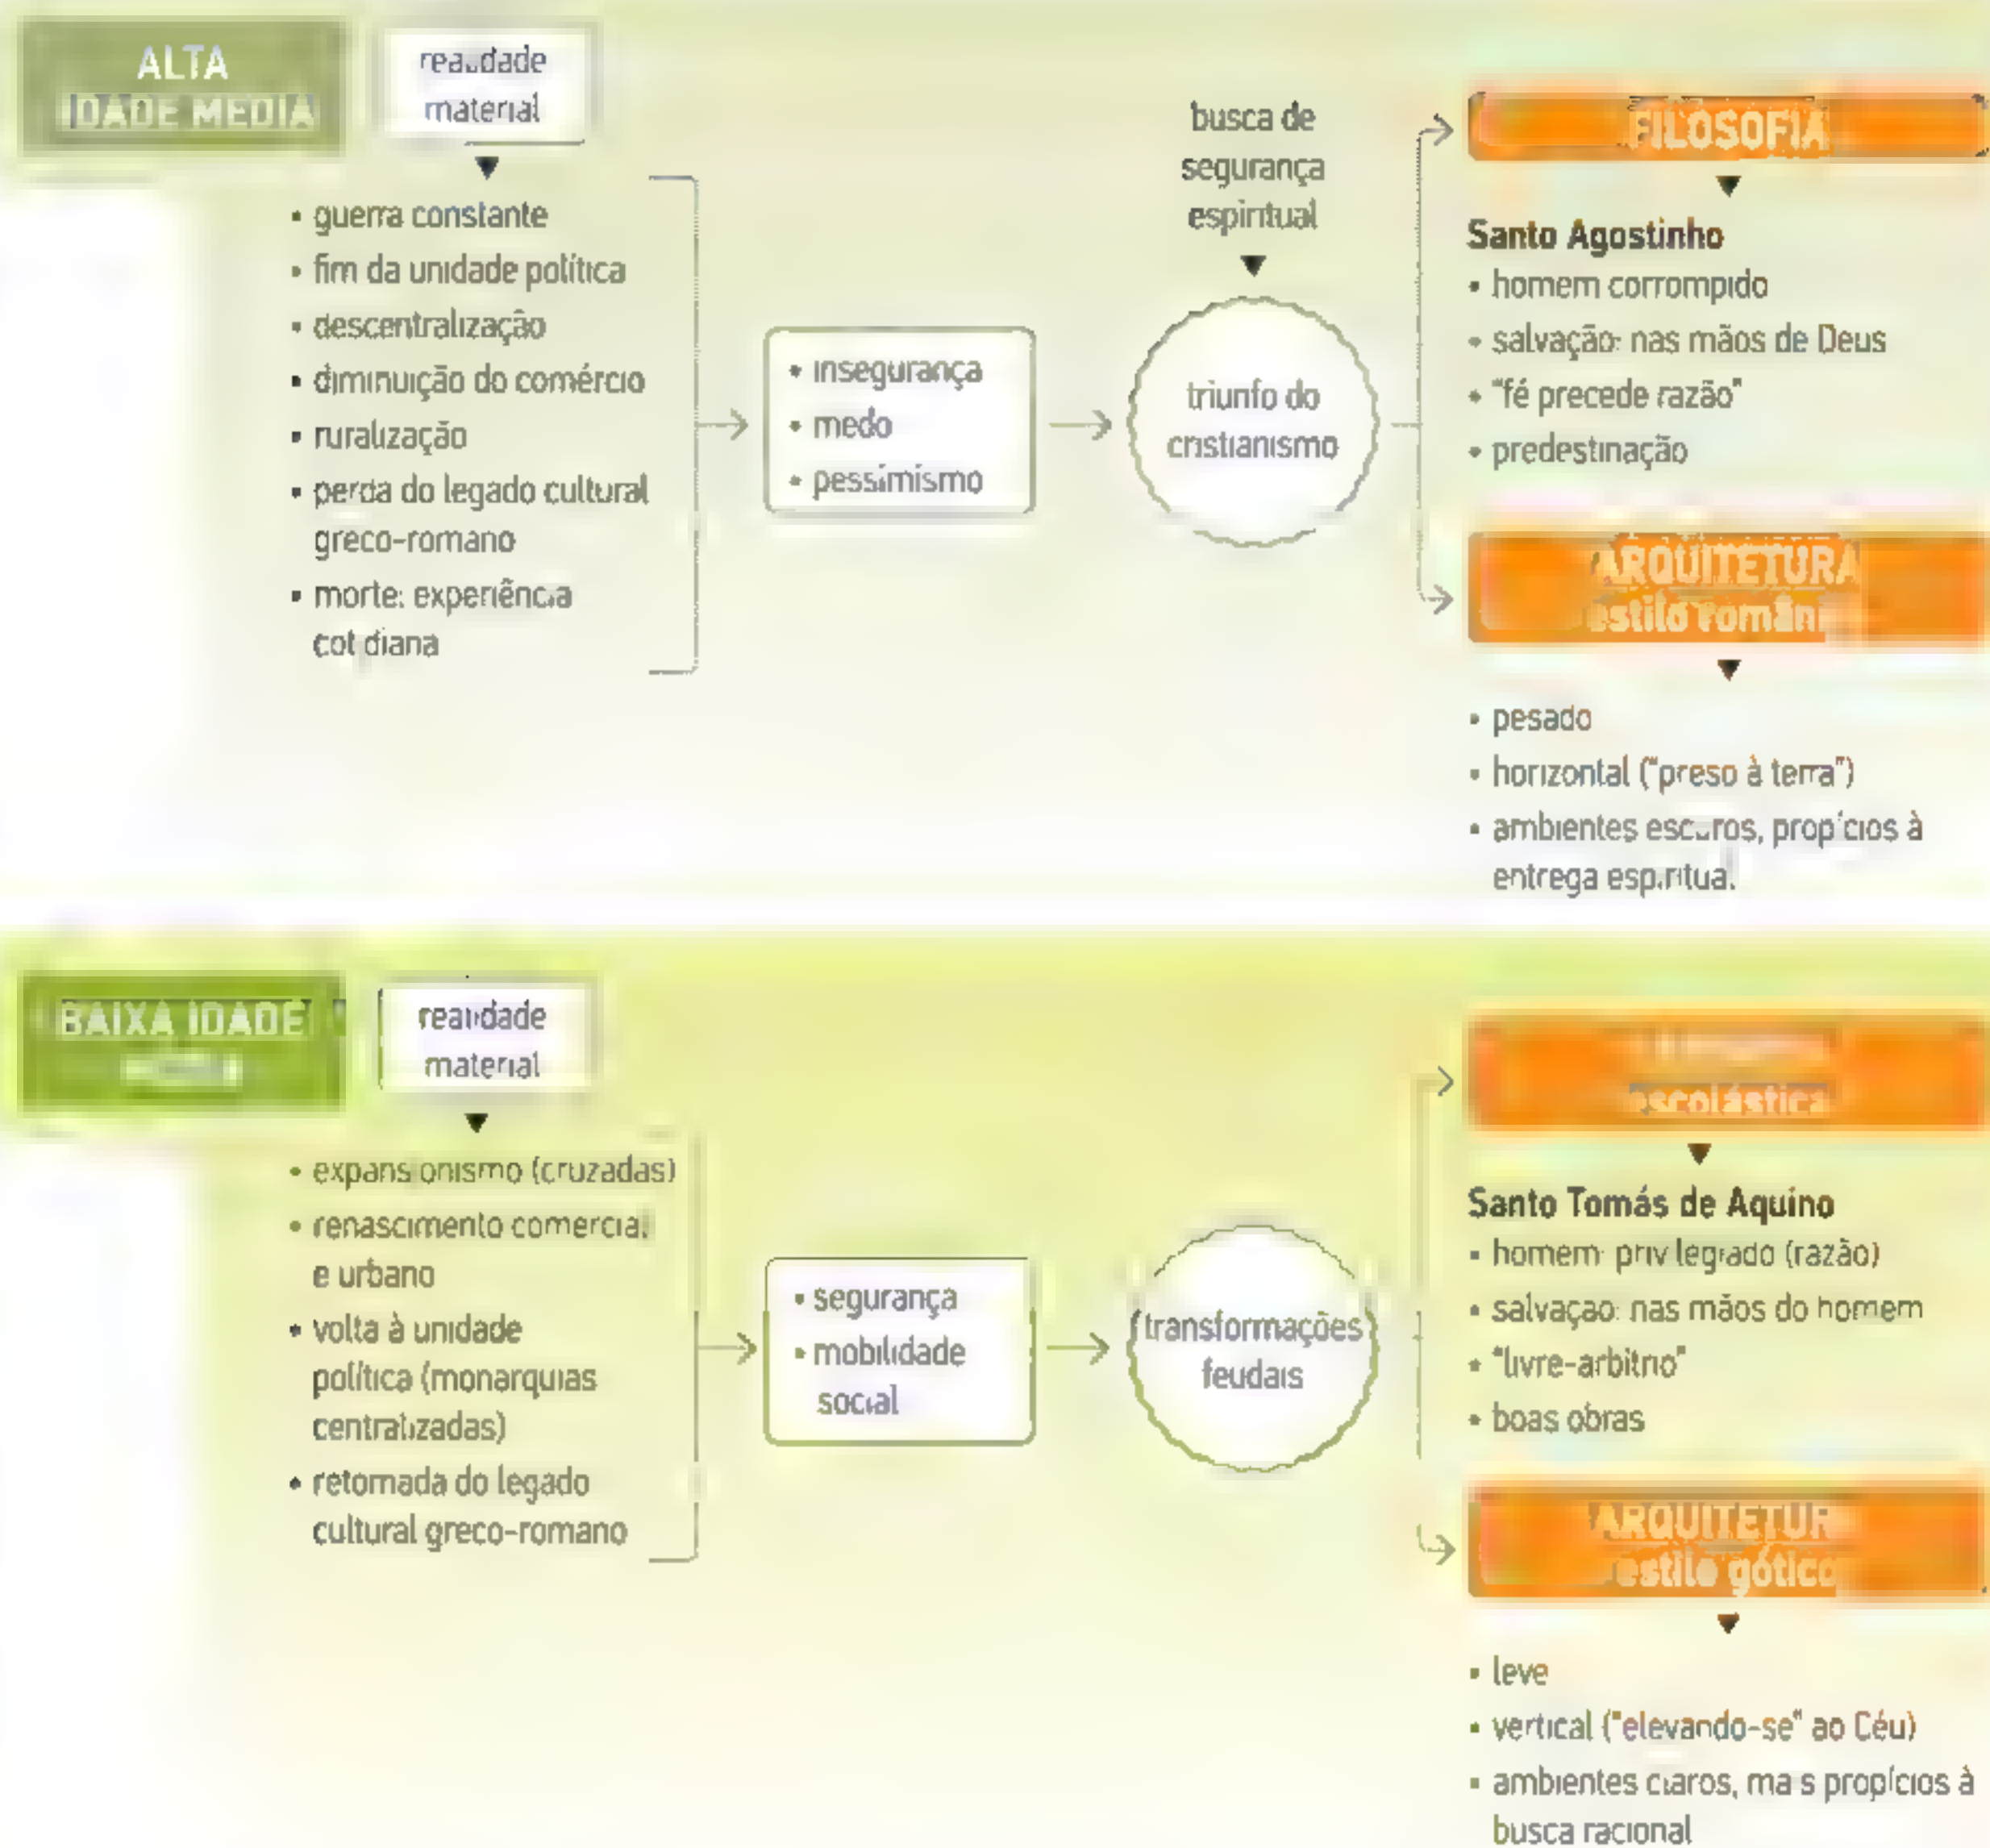 ALTA
IDADE MEDIA
realidade
material
• guerra constante
• fim da unidade política
• descentralização
• diminuição do comércio
• ruralização
• perda do legado cultural
greco-romano
• morte: experiência
cotidiana
• insegurança
• medo
• pessimismo
busca de
segurança
espiritual
triunfo do
cristianismo
FILOSOFIA
Santo Agostinho
• homem corrompido
• salvação: nas mãos de Deus
• "fé precede razão"
• predestinação
ARQUITETURA
estilo
• pesado
• horizontal ("preso à terra")
• ambientes escuros, propícios à
entrega espiritual
BAIXA IDADE
realidade
material
• expansionismo (cruzadas)
• renascimento comercial
e urbano
• volta à unidade
política (monarquias
centralizadas)
• retomada do legado
cultural greco-romano
• segurança
• mobilidade
social
transformações
feudais
escolástica
Santo Tomás de Aquino
• homem: privilegiado (razão)
• salvação: nas mãos do homem
• "livre-arbítrio"
• boas obras
ARQUITETURA
estilo gótico
• leve
• vertical ("elevando-se" ao Céu)
• ambientes claros, mais propícios à
busca racional